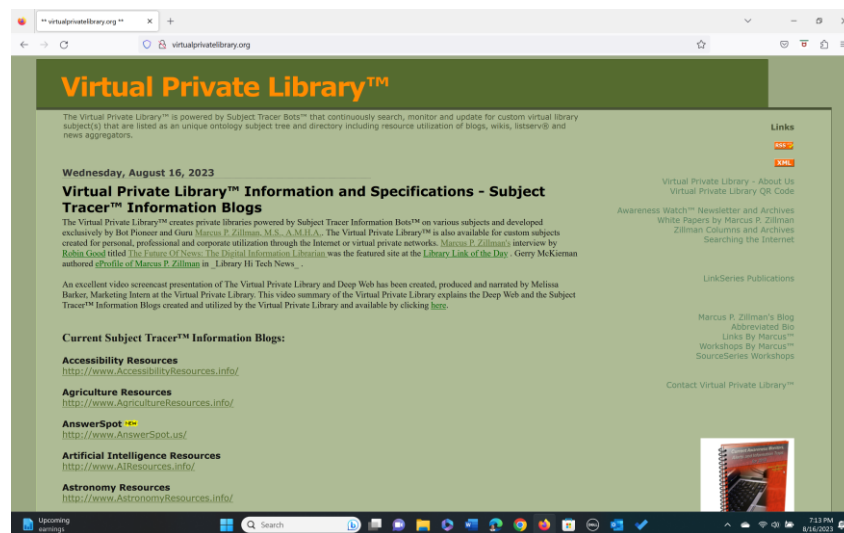 ** virtualprivatelibrary.org **
virtualprivatelibrary.org
Virtual Private Library™
The Virtual Private Library™ is powered by Subject Tracer Bots™ that continuously search, monitor and update for custom virtual library
subject(s) that are listed as an unique ontology subject tree and directory including resource utilization of blogs, wikis, listserv® and
news aggregators.
Wednesday, August 16, 2023
Virtual Private Library™ Information and Specifications - Subject
Tracer™ Information Blogs
The Virtual Private Library™ creates private libraries powered by Subject Tracer Information Bots™ on various subjects and developed
exclusively by Bot Pioneer and Guru Marcus P. Zillman, M.S., A.M.H.A.. The Virtual Private Library™ is also available for custom subjects
created for personal, professional and corporate utilization through the Internet or virtual private networks. Marcus P. Zillman's interview by
Robin Good titled The Future Of News: The Digital Information Librarian was the featured site at the Library Link of the Day . Gerry McKiernan
authored eProfile of Marcus P. Zillman in _Library Hi Tech News_ .
An excellent video screencast presentation of The Virtual Private Library and Deep Web has been created, produced and narrated by Melissa
Barker, Marketing Intern at the Virtual Private Library. This video summary of the Virtual Private Library explains the Deep Web and the Subject
Tracer™ Information Blogs created and utilized by the Virtual Private Library and available by clicking here.
Current Subject Tracer™ Information Blogs:
Accessibility Resources
http://www.AccessibilityResources.info/
Agriculture Resources
http://www.AgricultureResources.info/
AnswerSpot NEW
http://www.AnswerSpot.us/
Artificial Intelligence Resources
http://www.AIResources.info/
Astronomy Resources
http://www.AstronomyResources.info/
Links
RSS
XML
Virtual Private Library - About Us
Virtual Private Library QR Code
Awareness Watch™ Newsletter and Archives
White Papers by Marcus P. Zillman
Zillman Columns and Archives
Searching the Internet
LinkSeries Publications
Marcus P. Zillman's Blog
Abbreviated Bio
Links By Marcus™
Workshops By Marcus™
SourceSeries Workshops
Contact Virtual Private Library™
Upcoming
earnings
Search
7:13 PM
8/16/2023